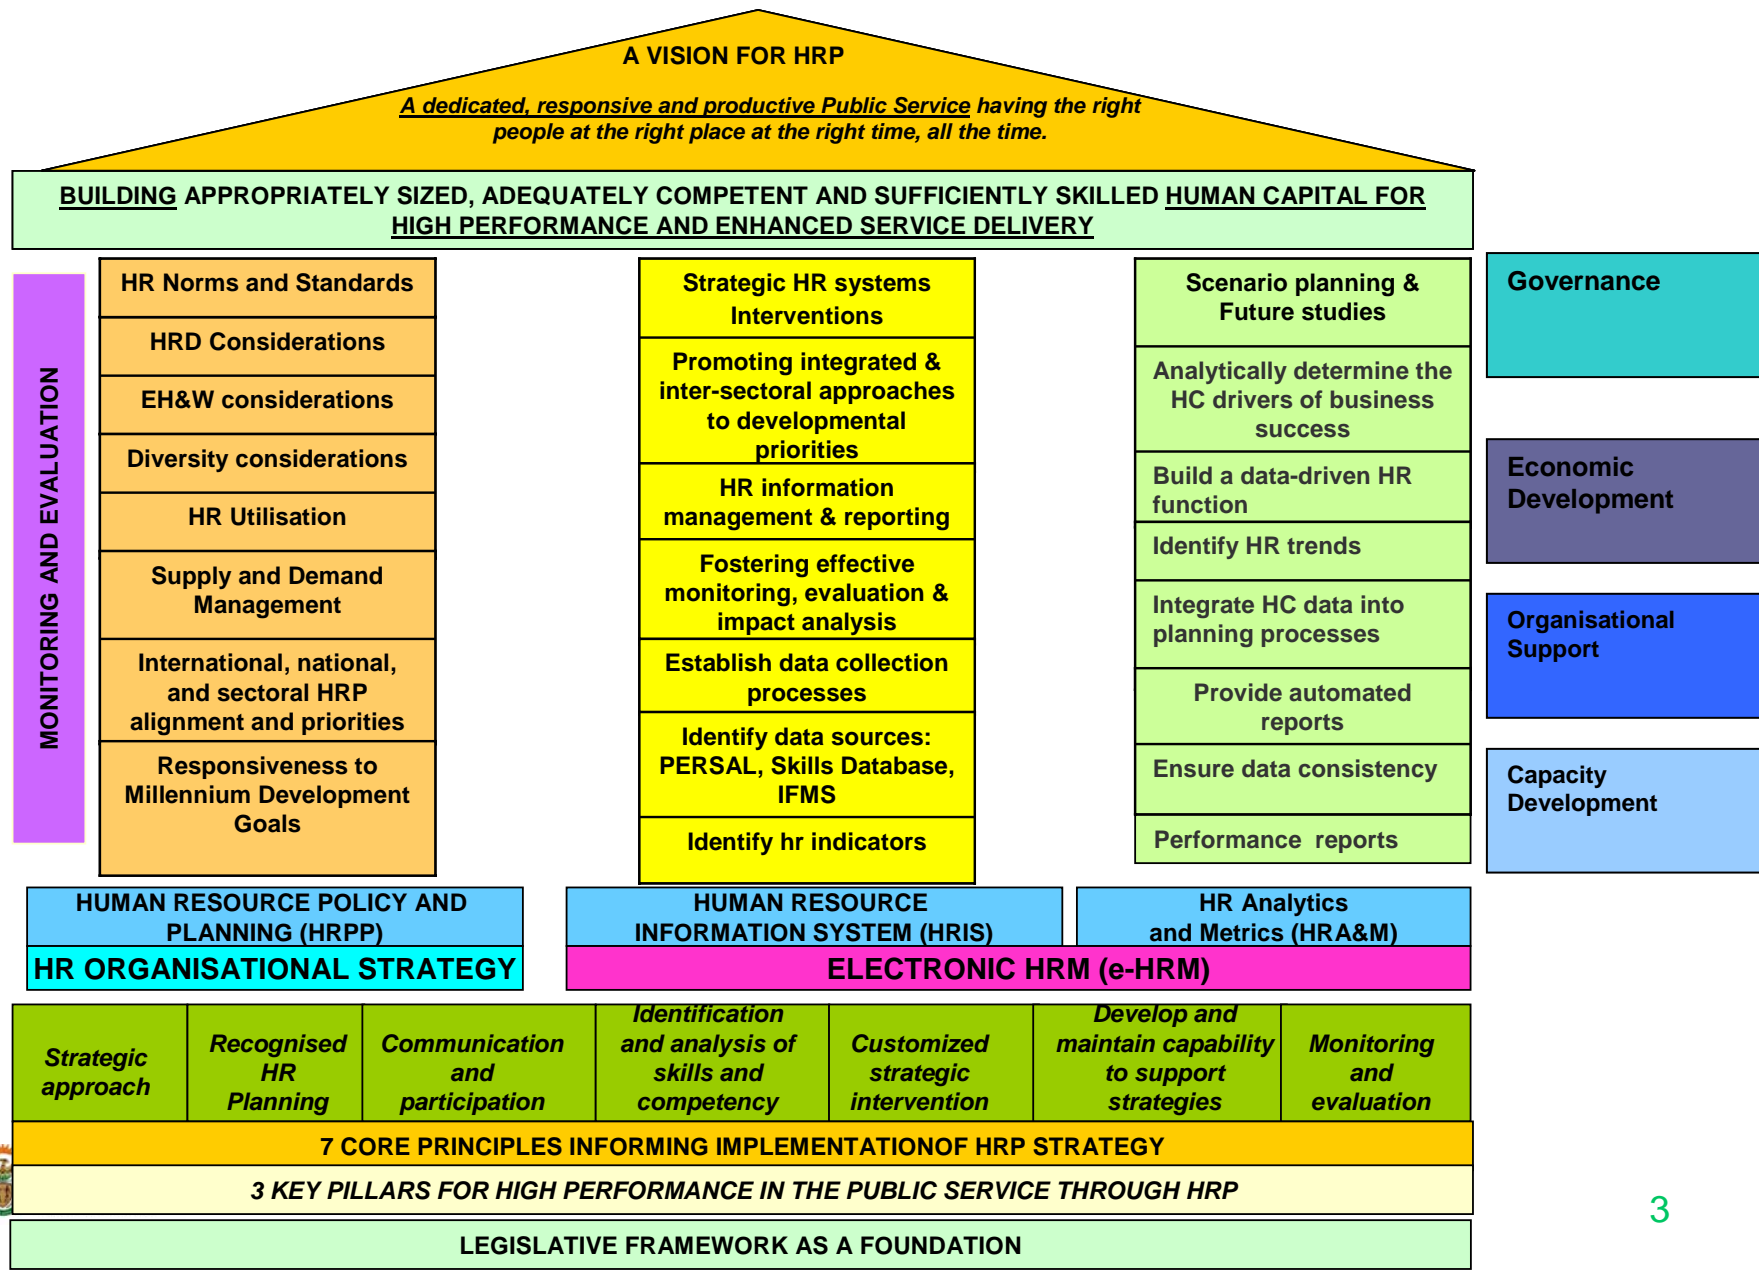 A VISION FOR HRP
A dedicated, responsive and productive Public Service having the right
people at the right place at the right time, all the time.
BUILDING APPROPRIATELY SIZED, ADEQUATELY COMPETENT AND SUFFICIENTLY SKILLED HUMAN CAPITAL FOR
HIGH PERFORMANCE AND ENHANCED SERVICE DELIVERY
MONITORING AND EVALUATION
HR Norms and Standards
HRD Considerations
EH&W considerations
Diversity considerations
HR Utilisation
Supply and Demand
Management
International, national,
and sectoral HRP
alignment and priorities
Responsiveness to
Millennium Development
Goals
Strategic HR systems
Interventions
Promoting integrated &
inter-sectoral approaches
to developmental
priorities
HR information
management & reporting
Fostering effective
monitoring, evaluation &
impact analysis
Establish data collection
processes
Identify data sources:
PERSAL, Skills Database,
IFMS
Identify hr indicators
Scenario planning &
Future studies
Analytically determine the
HC drivers of business
success
Build a data-driven HR
function
Identify HR trends
Integrate HC data into
planning processes
Provide automated
reports
Ensure data consistency
Performance reports
Governance
Economic
Development
Organisational
Support
Capacity
Development
HUMAN RESOURCE POLICY AND
PLANNING (HRPP)
HUMAN RESOURCE
INFORMATION SYSTEM (HRIS)
HR Analytics
and Metrics (HRA&M)
HR ORGANISATIONAL STRATEGY
ELECTRONIC HRM (e-HRM)
Strategic
approach
Recognised
HR
Planning
Communication
and
participation
Identification
and analysis of
skills and
competency
Customized
strategic
intervention
Develop and
maintain capability
to support
strategies
Monitoring
and
evaluation
7 CORE PRINCIPLES INFORMING IMPLEMENTATIONOF HRP STRATEGY
3 KEY PILLARS FOR HIGH PERFORMANCE IN THE PUBLIC SERVICE THROUGH HRP
3
LEGISLATIVE FRAMEWORK AS A FOUNDATION